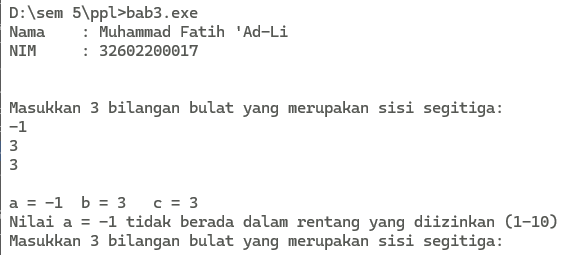 D:\sem 5\ppl>bab3.exe
Nama    : Muhammad Fatih 'Ad-Li
NIM     : 32602200017
Masukkan 3 bilangan bulat yang merupakan sisi segitiga:
-1
3
3
a = -1  b = 3   c = 3
Nilai a = -1 tidak berada dalam rentang yang diizinkan (1-10)
Masukkan 3 bilangan bulat yang merupakan sisi segitiga: